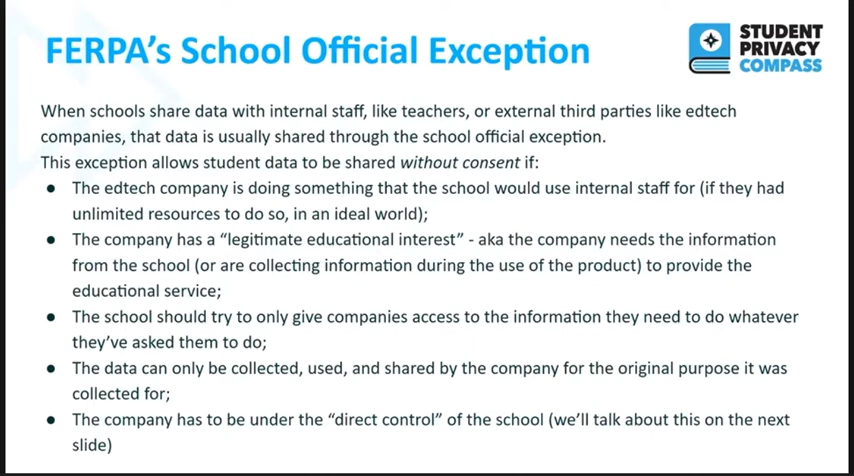 FERPA's School Official Exception
STUDENT
PRIVACY
COMPASS
When schools share data with internal staff, like teachers, or external third parties like edtech
companies, that data is usually shared through the school official exception.
This exception allows student data to be shared without consent if:
● The edtech company is doing something that the school would use internal staff for (if they had
unlimited resources to do so, in an ideal world);
● The company has a “legitimate educational interest” - aka the company needs the information
from the school (or are collecting information during the use of the product) to provide the
educational service;
● The school should try to only give companies access to the information they need to do whatever
they've asked them to do;
● The data can only be collected, used, and shared by the company for the original purpose it was
collected for;
● The company has to be under the “direct control” of the school (we'll talk about this on the next
slide)